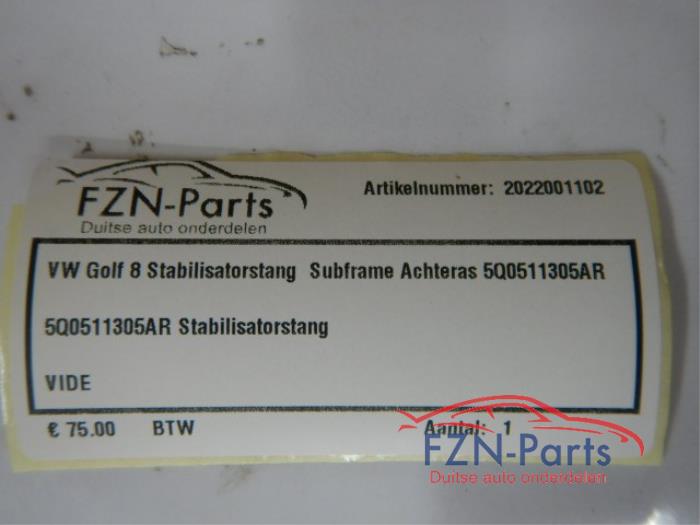 FZN-Parts
Duitse auto onderdelen
Artikelnummer: 2022001102
VW Golf 8 Stabilisatorstang Subframe Achteras 5Q0511305AR
5Q0511305AR Stabilisatorstang
VIDE
€ 75.00 BTW Aantal: 1
FZN-Parts
Duitse auto onderdelen